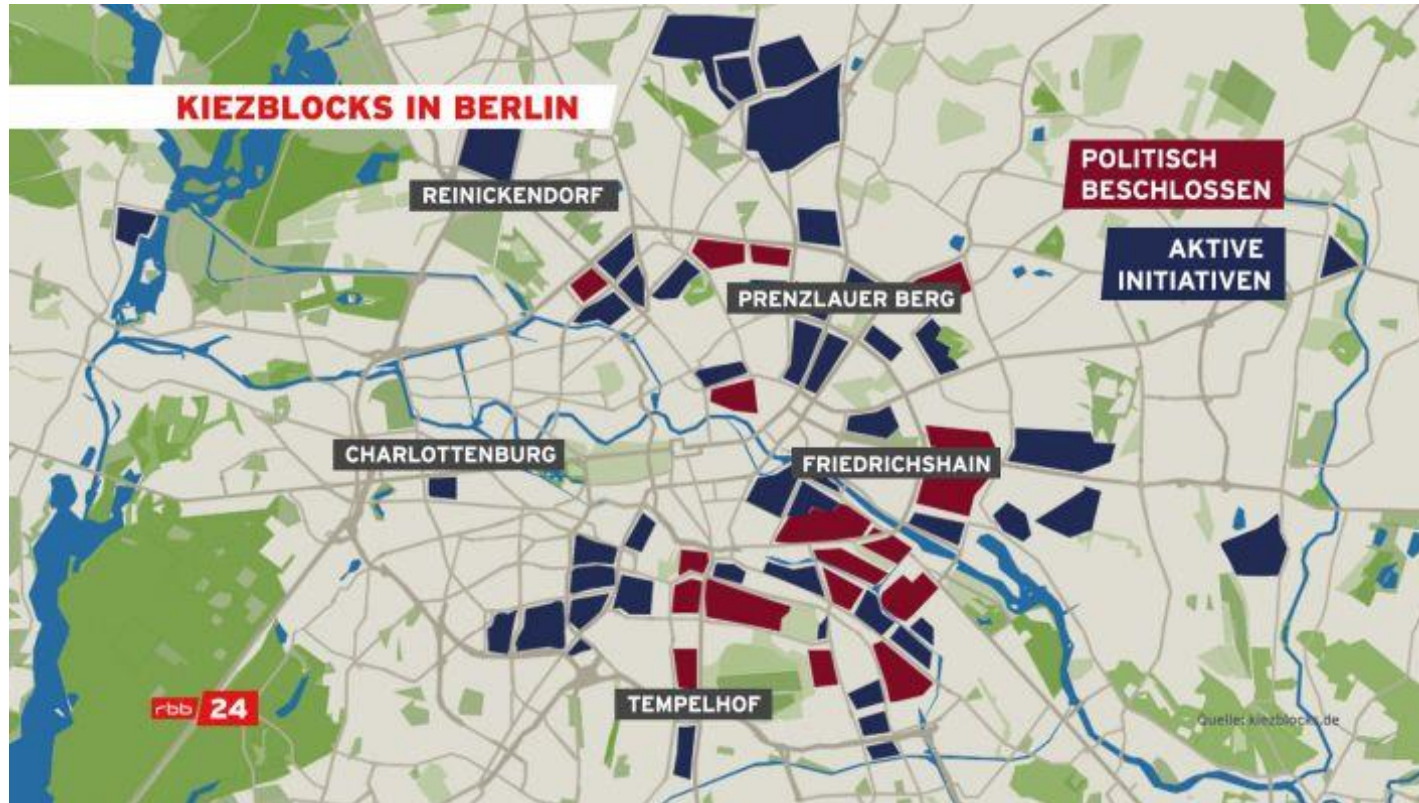 KIEZBLOCKS IN BERLIN
POLITISCH
BESCHLOSSEN
REINICKENDORF
AKTIVE
INITIATIVEN
PRENZLAUER BERG
CHARLOTTENBURG
FRIEDRICHSHAIN
TEMPELHOF
rbb 24
Quelle: kiezblocks.de